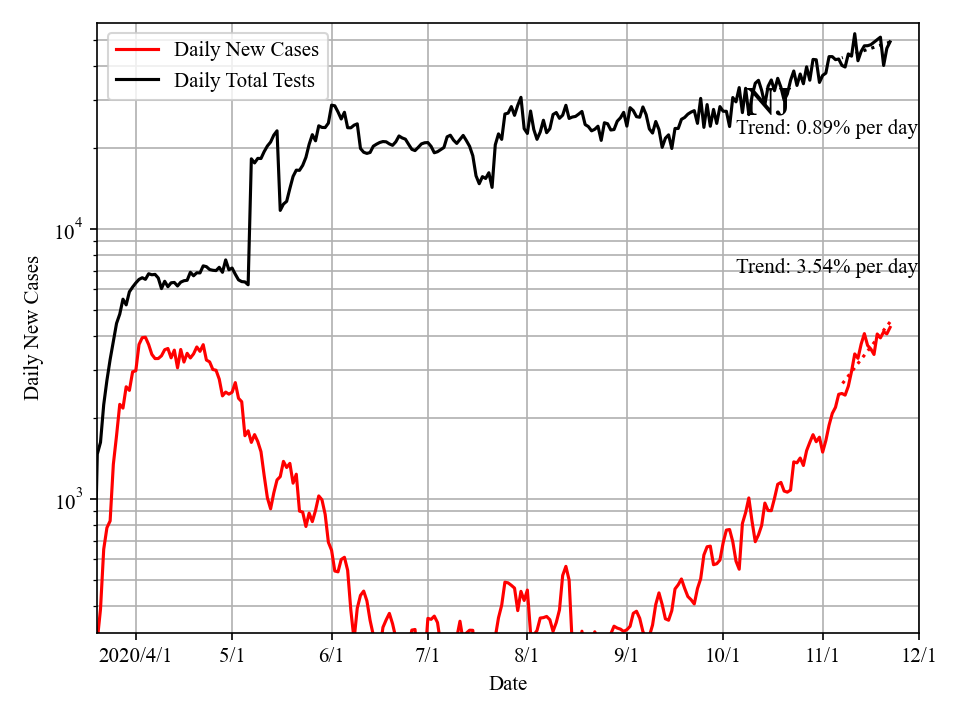 Daily New Cases
Daily Total Tests
NJ
Trend: 0.89% per day
Trend: 3.54% per day
10^4
10^3
Daily New Cases
2020/4/1 5/1 6/1 7/1 8/1 9/1 10/1 11/1 12/1
Date